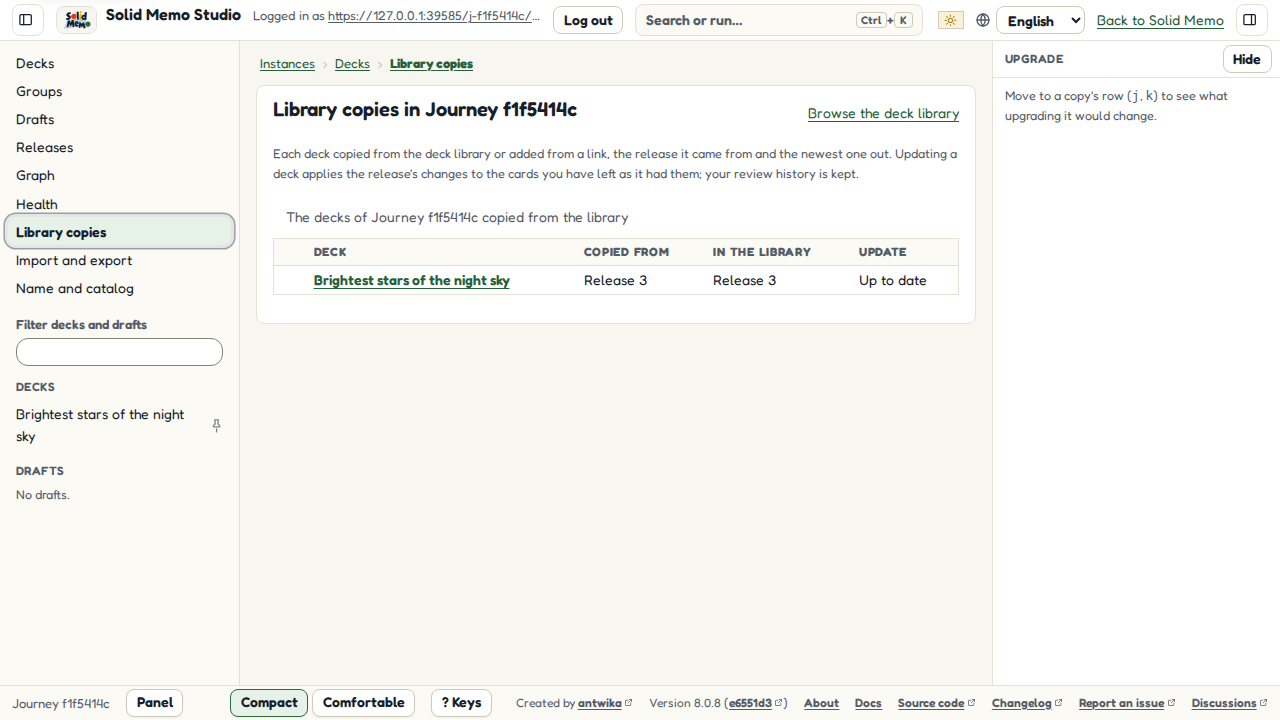 Solid Memo
Solid Memo Studio
Logged in as https://127.0.0.1:39585/j-f1f5414c/...
Log out
Search or run...
Ctrl+K
English
Back to Solid Memo
Decks
Groups
Drafts
Releases
Graph
Health
Library copies
Import and export
Name and catalog
Filter decks and drafts
DECKS
Brightest stars of the night
sky
DRAFTS
No drafts.
Instances › Decks › Library copies
Library copies in Journey f1f5414c
Browse the deck library
Each deck copied from the deck library or added from a link, the release it came from and the newest one out. Updating a
deck applies the release's changes to the cards you have left as it had them; your review history is kept.
The decks of Journey f1f5414c copied from the library
DECK COPIED FROM IN THE LIBRARY UPDATE
Brightest stars of the night sky Release 3 Release 3 Up to date
UPGRADE
Hide
Move to a copy's row (j, k) to see what
upgrading it would change.
Journey f1f5414c
Panel
Compact
Comfortable
? Keys
Created by antwika
Version 8.0.8 (e6551d3)
About
Docs
Source code
Changelog
Report an issue
Discussions